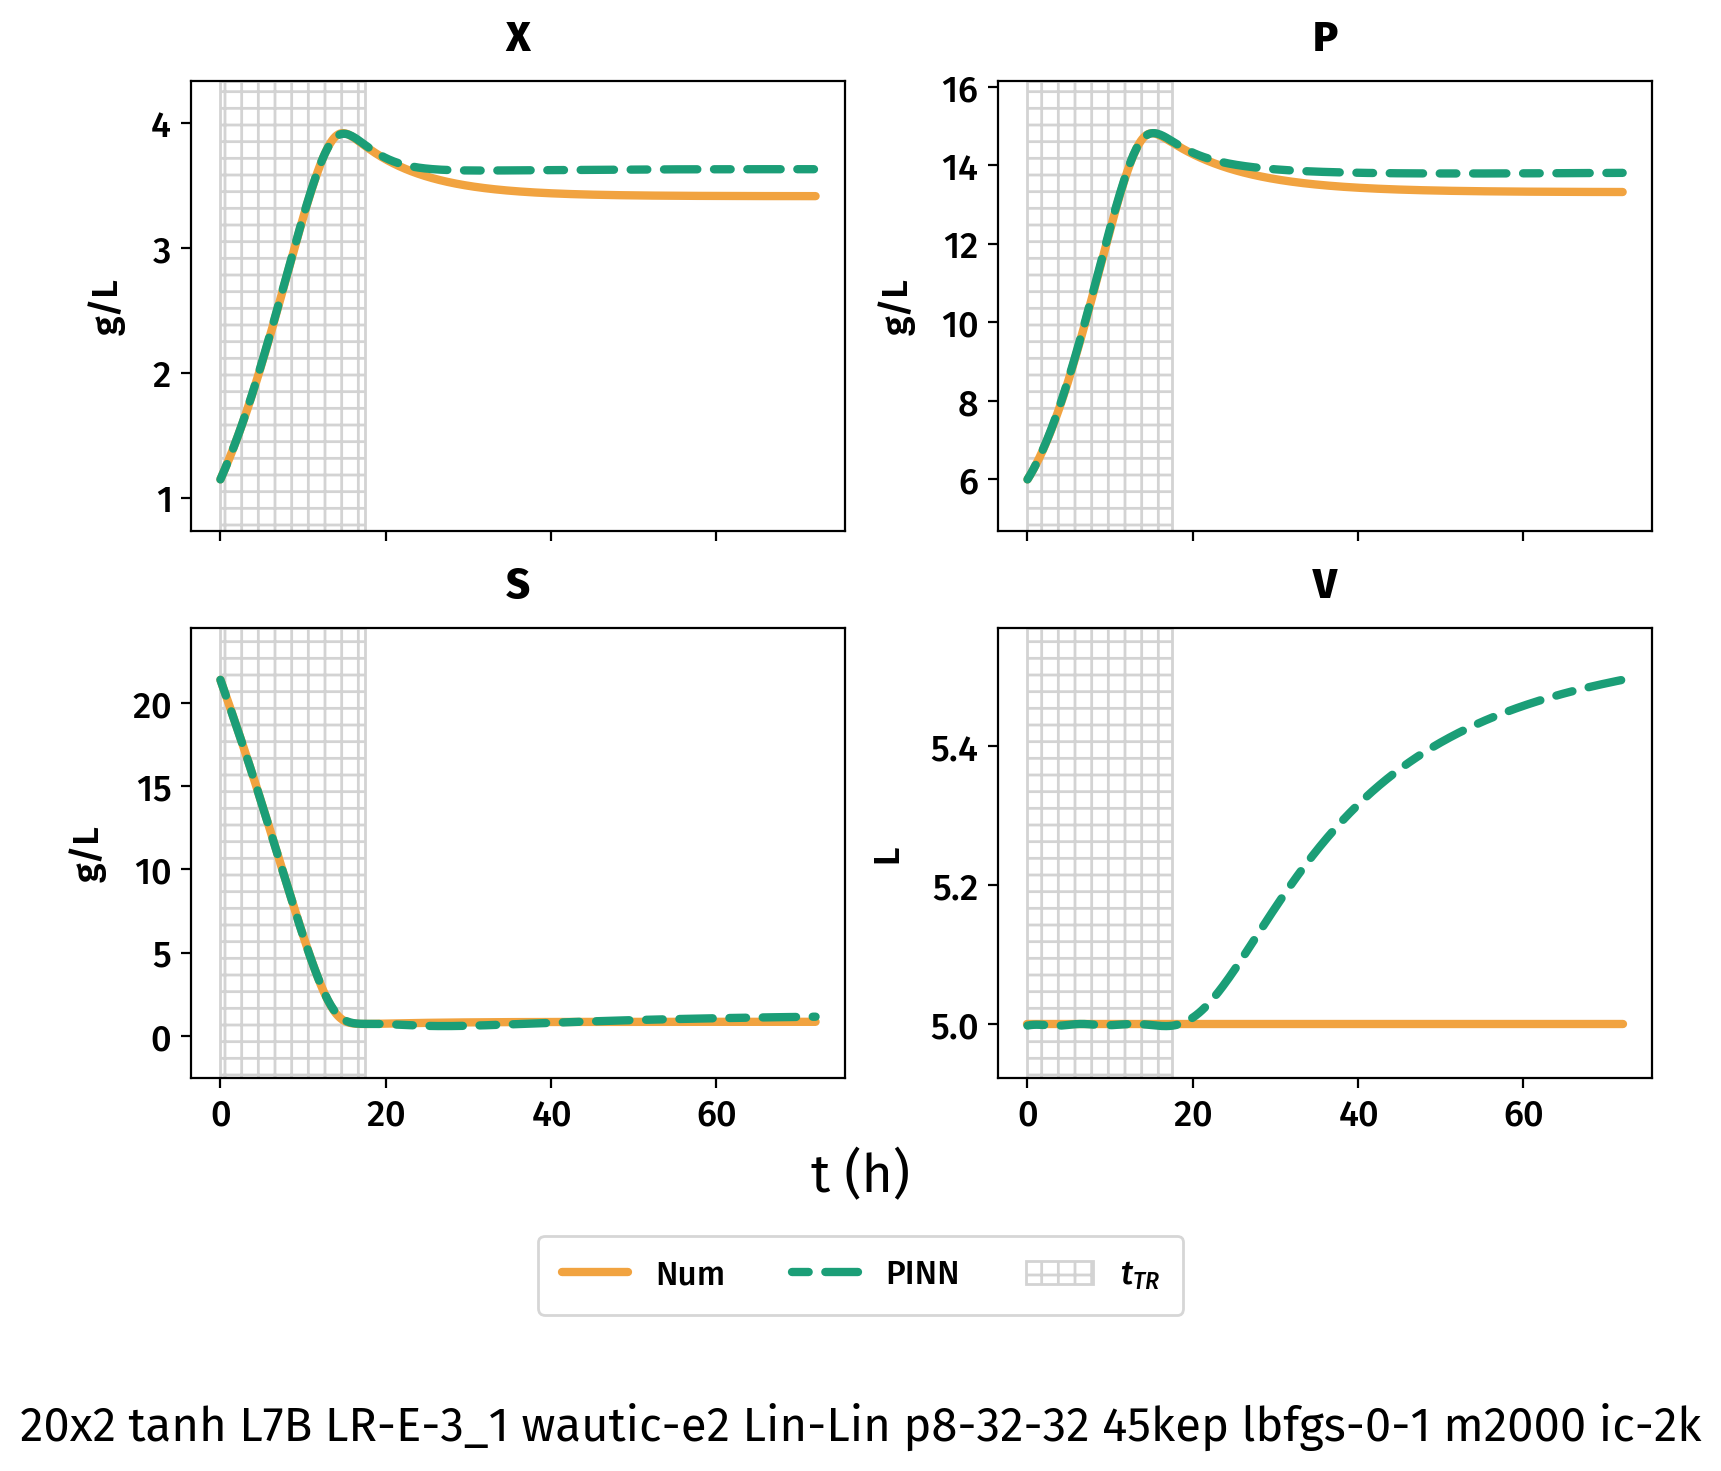 X
P
4
3
2
1
g/L
16
14
12
10
8
6
g/L
S
V
20
15
10
5
0
g/L
5.4
5.2
5.0
L
0 20 40 60
0 20 40 60
t (h)
Num PINN tTR
20x2 tanh L7B LR-E-3_1 wautic-e2 Lin-Lin p8-32-32 45kep lbfgs-0-1 m2000 ic-2k